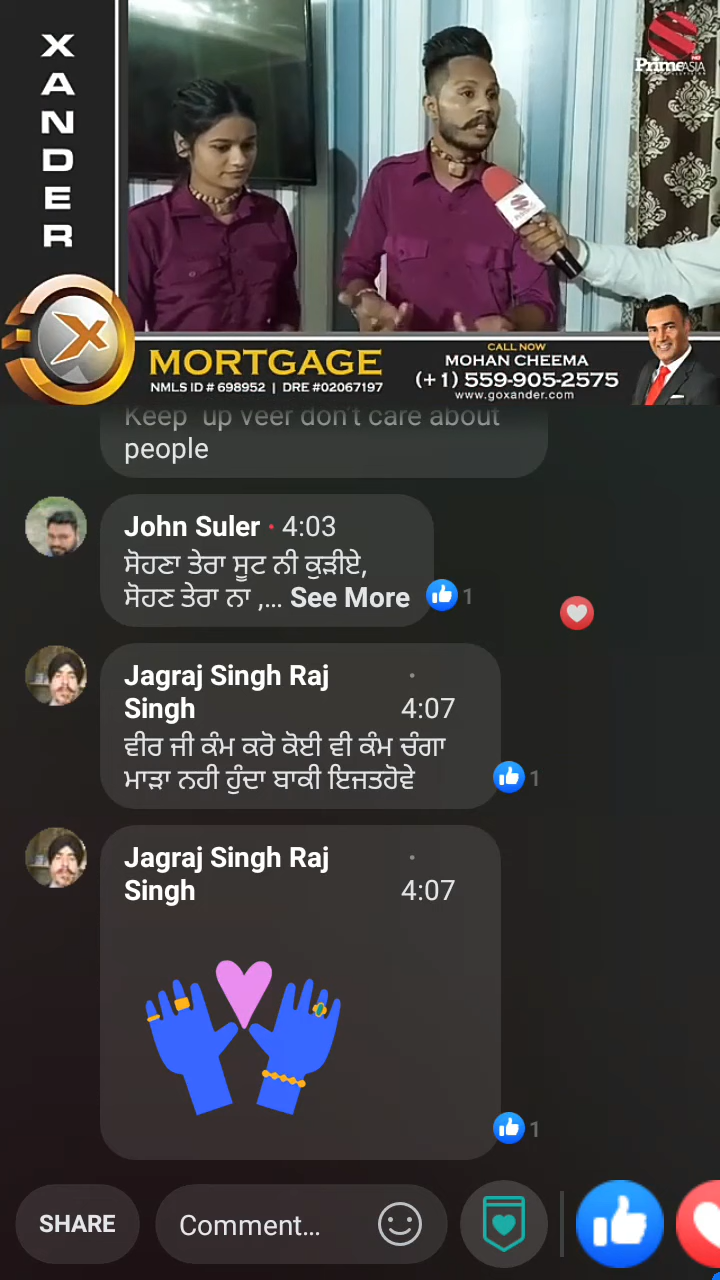 XANDER
Prime ASIA
X
MORTGAGE
NMLS ID # 698952 | DRE #02067197
CALL NOW
MOHAN CHEEMA
(+1) 559-905-2575
www.goxander.com
Keep up veer don't care about
people
John Suler · 4:03
ਸੋਹਣਾ ਤੇਰਾ ਸੂਟ ਨੀ ਕੁੜੀਏ,
ਸੋਹਣ ਤੇਰਾ ਨਾ ,... See More
1
Jagraj Singh Raj ·
Singh 4:07
ਵੀਰ ਜੀ ਕੰਮ ਕਰੋ ਕੋਈ ਵੀ ਕੰਮ ਚੰਗਾ
ਮਾੜਾ ਨਹੀ ਹੁੰਦਾ ਬਾਕੀ ਇਜਤਹੋਵੇ
1
Jagraj Singh Raj ·
Singh 4:07
1
SHARE
Comment...